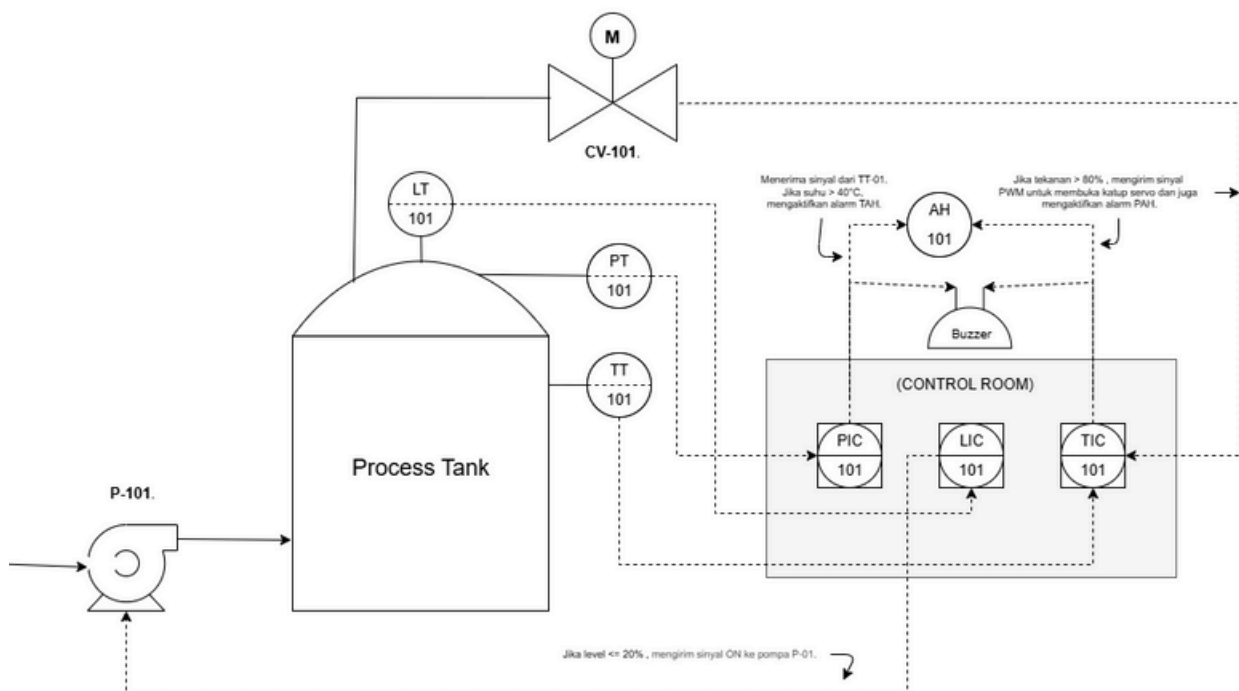 M
CV-101.
LT
101
Menerima sinyal dari TT-01.
Jika suhu > 40°C,
mengaktifkan alarm TAH.
Jika tekanan > 80% , mengirim sinyal
PWM untuk membuka katup servo dan juga
mengaktifkan alarm PAH.
AH
101
PT
101
Buzzer
TT
101
(CONTROL ROOM)
PIC
101
LIC
101
TIC
101
Process Tank
P-101.
Jika level <= 20% , mengirim sinyal ON ke pompa P-01.